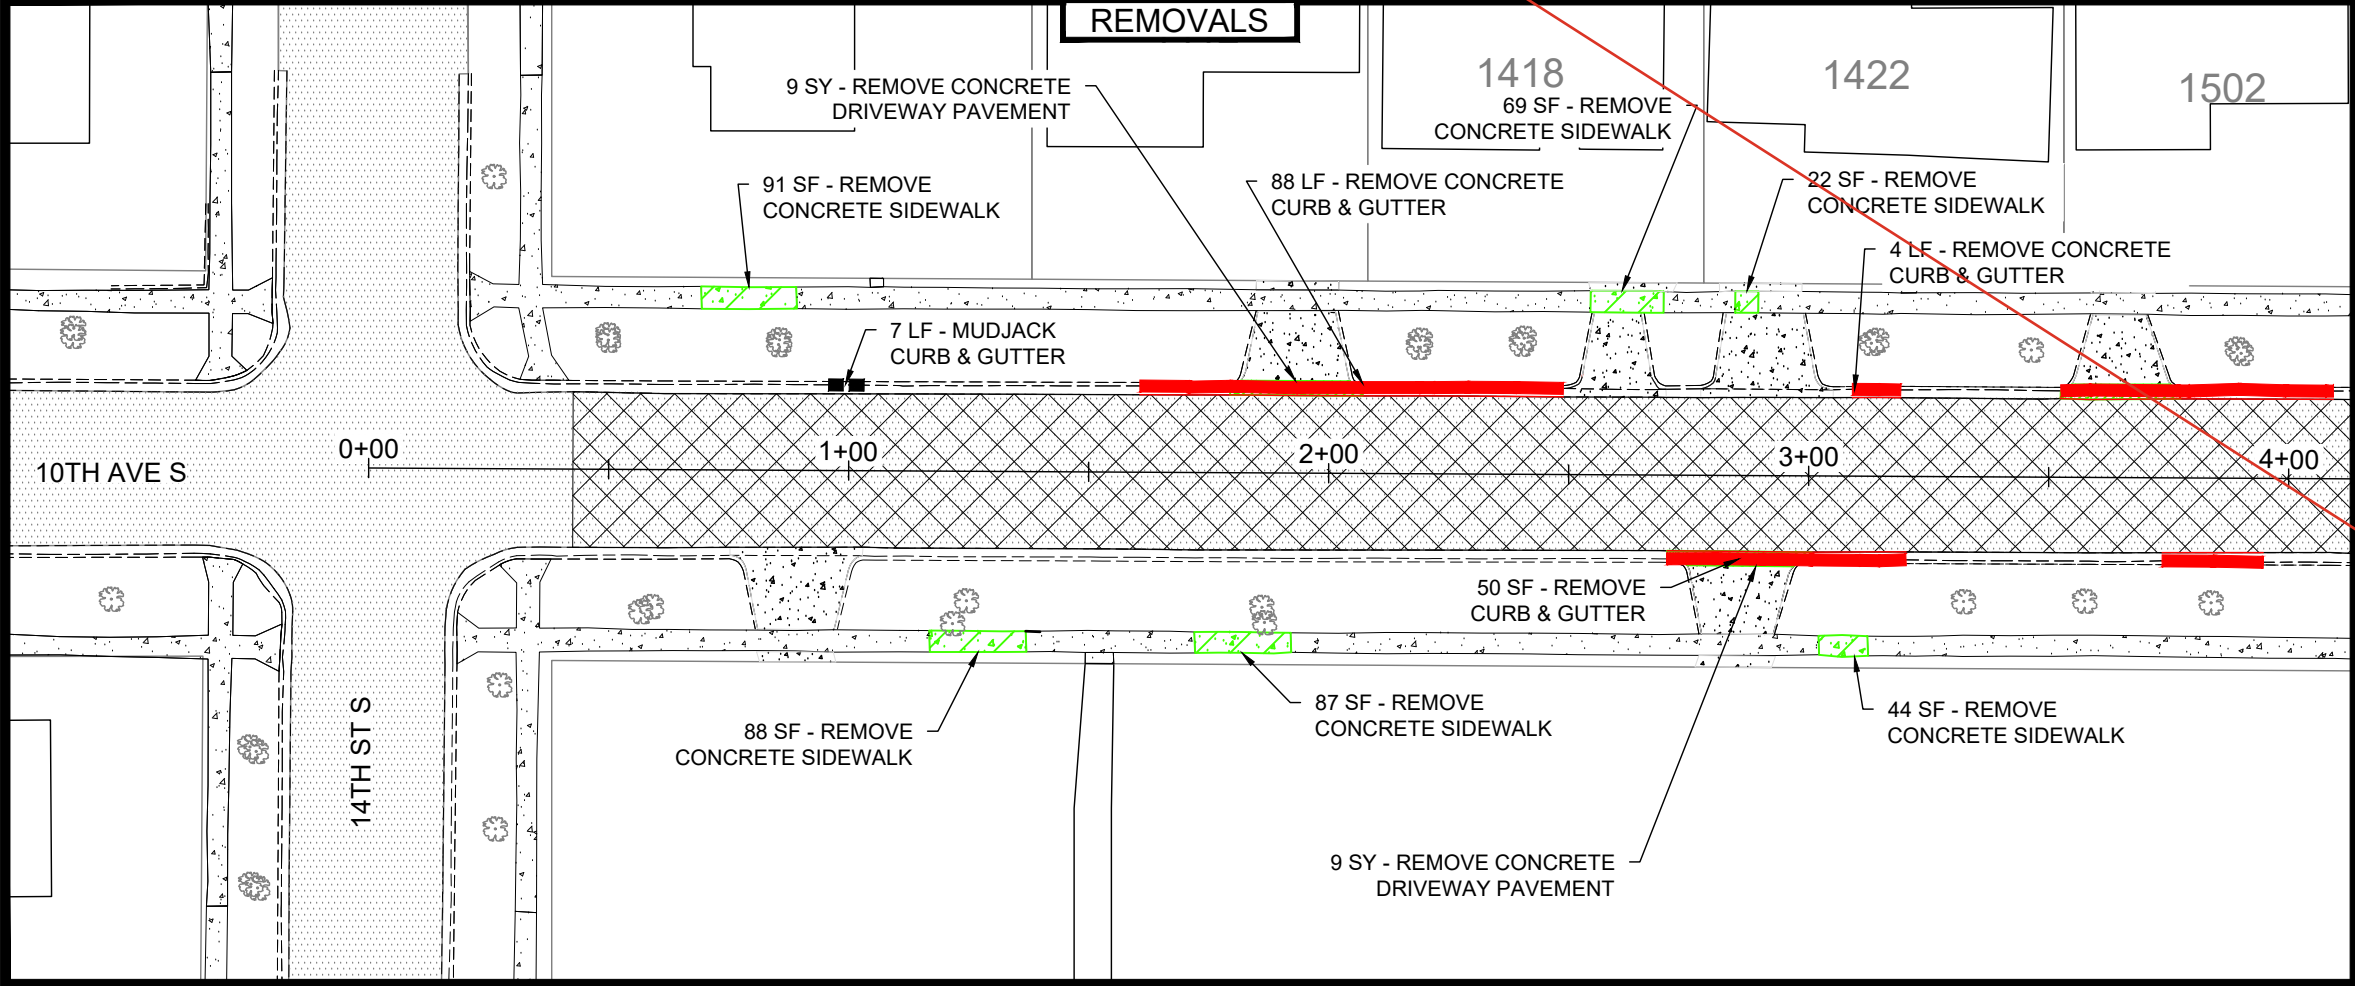 REMOVALS
9 SY - REMOVE CONCRETE
DRIVEWAY PAVEMENT
1418
1422
1502
69 SF - REMOVE
CONCRETE SIDEWALK
91 SF - REMOVE
CONCRETE SIDEWALK
88 LF - REMOVE CONCRETE
CURB & GUTTER
22 SF - REMOVE
CONCRETE SIDEWALK
4 LF - REMOVE CONCRETE
CURB & GUTTER
7 LF - MUDJACK
CURB & GUTTER
0+00
1+00
2+00
3+00
4+00
10TH AVE S
50 SF - REMOVE
CURB & GUTTER
88 SF - REMOVE
CONCRETE SIDEWALK
87 SF - REMOVE
CONCRETE SIDEWALK
44 SF - REMOVE
CONCRETE SIDEWALK
14TH ST S
9 SY - REMOVE CONCRETE
DRIVEWAY PAVEMENT